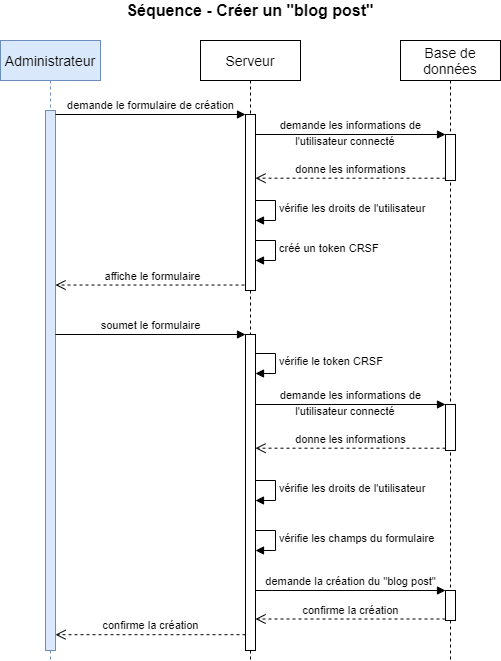 Séquence - Créer un "blog post"
Administrateur
Serveur
Base de
données
demande le formulaire de création
demande les informations de
l'utilisateur connecté
donne les informations
vérifie les droits de l'utilisateur
créé un token CRSF
affiche le formulaire
soumet le formulaire
vérifie le token CRSF
demande les informations de
l'utilisateur connecté
donne les informations
vérifie les droits de l'utilisateur
vérifie les champs du formulaire
demande la création du "blog post"
confirme la création
confirme la création